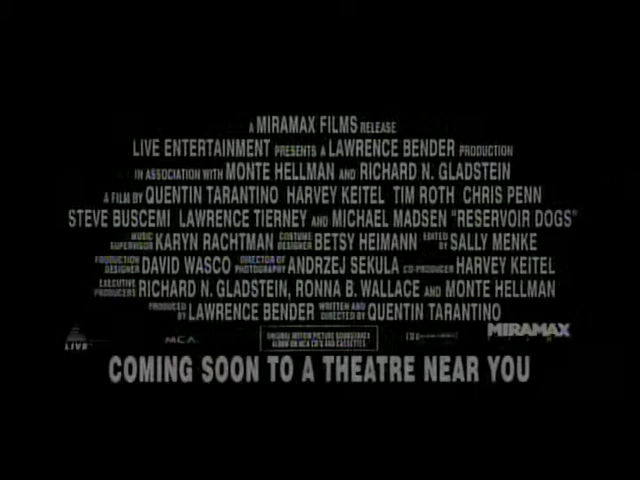 A MIRAMAX FILMS RELEASE
LIVE ENTERTAINMENT PRESENTS A LAWRENCE BENDER PRODUCTION
IN ASSOCIATION WITH MONTE HELLMAN AND RICHARD N. GLADSTEIN
A FILM BY QUENTIN TARANTINO HARVEY KEITEL TIM ROTH CHRIS PENN
STEVE BUSCEMI LAWRENCE TIERNEY AND MICHAEL MADSEN "RESERVOIR DOGS"
MUSIC SUPERVISOR KARYN RACHTMAN COSTUME DESIGNER BETSY HEIMANN EDITED BY SALLY MENKE
PRODUCTION DESIGNER DAVID WASCO DIRECTOR OF PHOTOGRAPHY ANDRZEJ SEKULA CO-PRODUCER HARVEY KEITEL
EXECUTIVE PRODUCERS RICHARD N. GLADSTEIN, RONNA B. WALLACE AND MONTE HELLMAN
PRODUCED BY LAWRENCE BENDER WRITTEN AND DIRECTED BY QUENTIN TARANTINO
LIVE MCA ORIGINAL MOTION PICTURE SOUNDTRACK MIRAMAX
ALBUM ON MCA CD'S AND CASSETTES
COMING SOON TO A THEATRE NEAR YOU